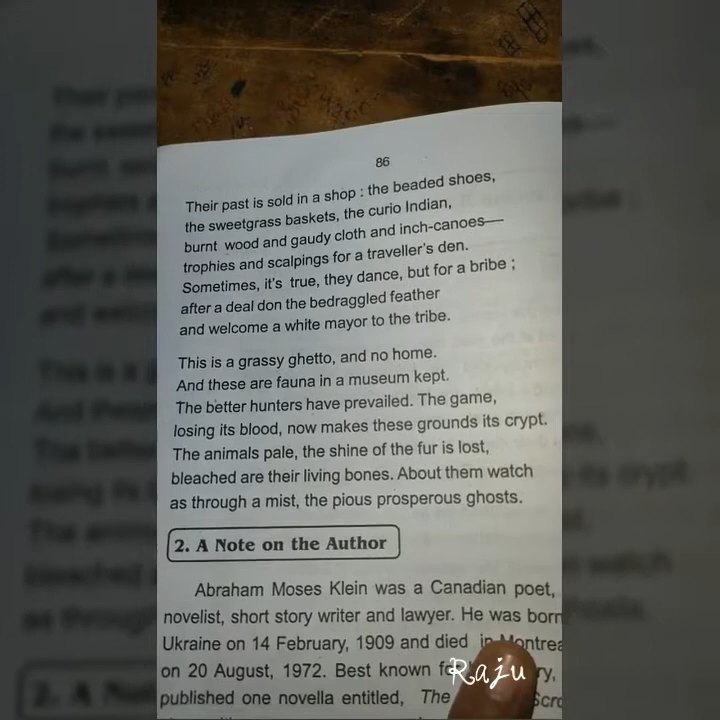 86
Their past is sold in a shop : the beaded shoes,
the sweetgrass baskets, the curio Indian,
burnt wood and gaudy cloth and inch-canoes—
trophies and scalpings for a traveller's den.
Sometimes, it's true, they dance, but for a bribe ;
after a deal don the bedraggled feather
and welcome a white mayor to the tribe.
This is a grassy ghetto, and no home.
And these are fauna in a museum kept.
The better hunters have prevailed. The game,
losing its blood, now makes these grounds its crypt.
The animals pale, the shine of the fur is lost,
bleached are their living bones. About them watch
as through a mist, the pious prosperous ghosts.
2. A Note on the Author
Abraham Moses Klein was a Canadian poet,
novelist, short story writer and lawyer. He was born
Ukraine on 14 February, 1909 and died in Montrea
on 20 August, 1972. Best known
published one novella entitled, The
Raju